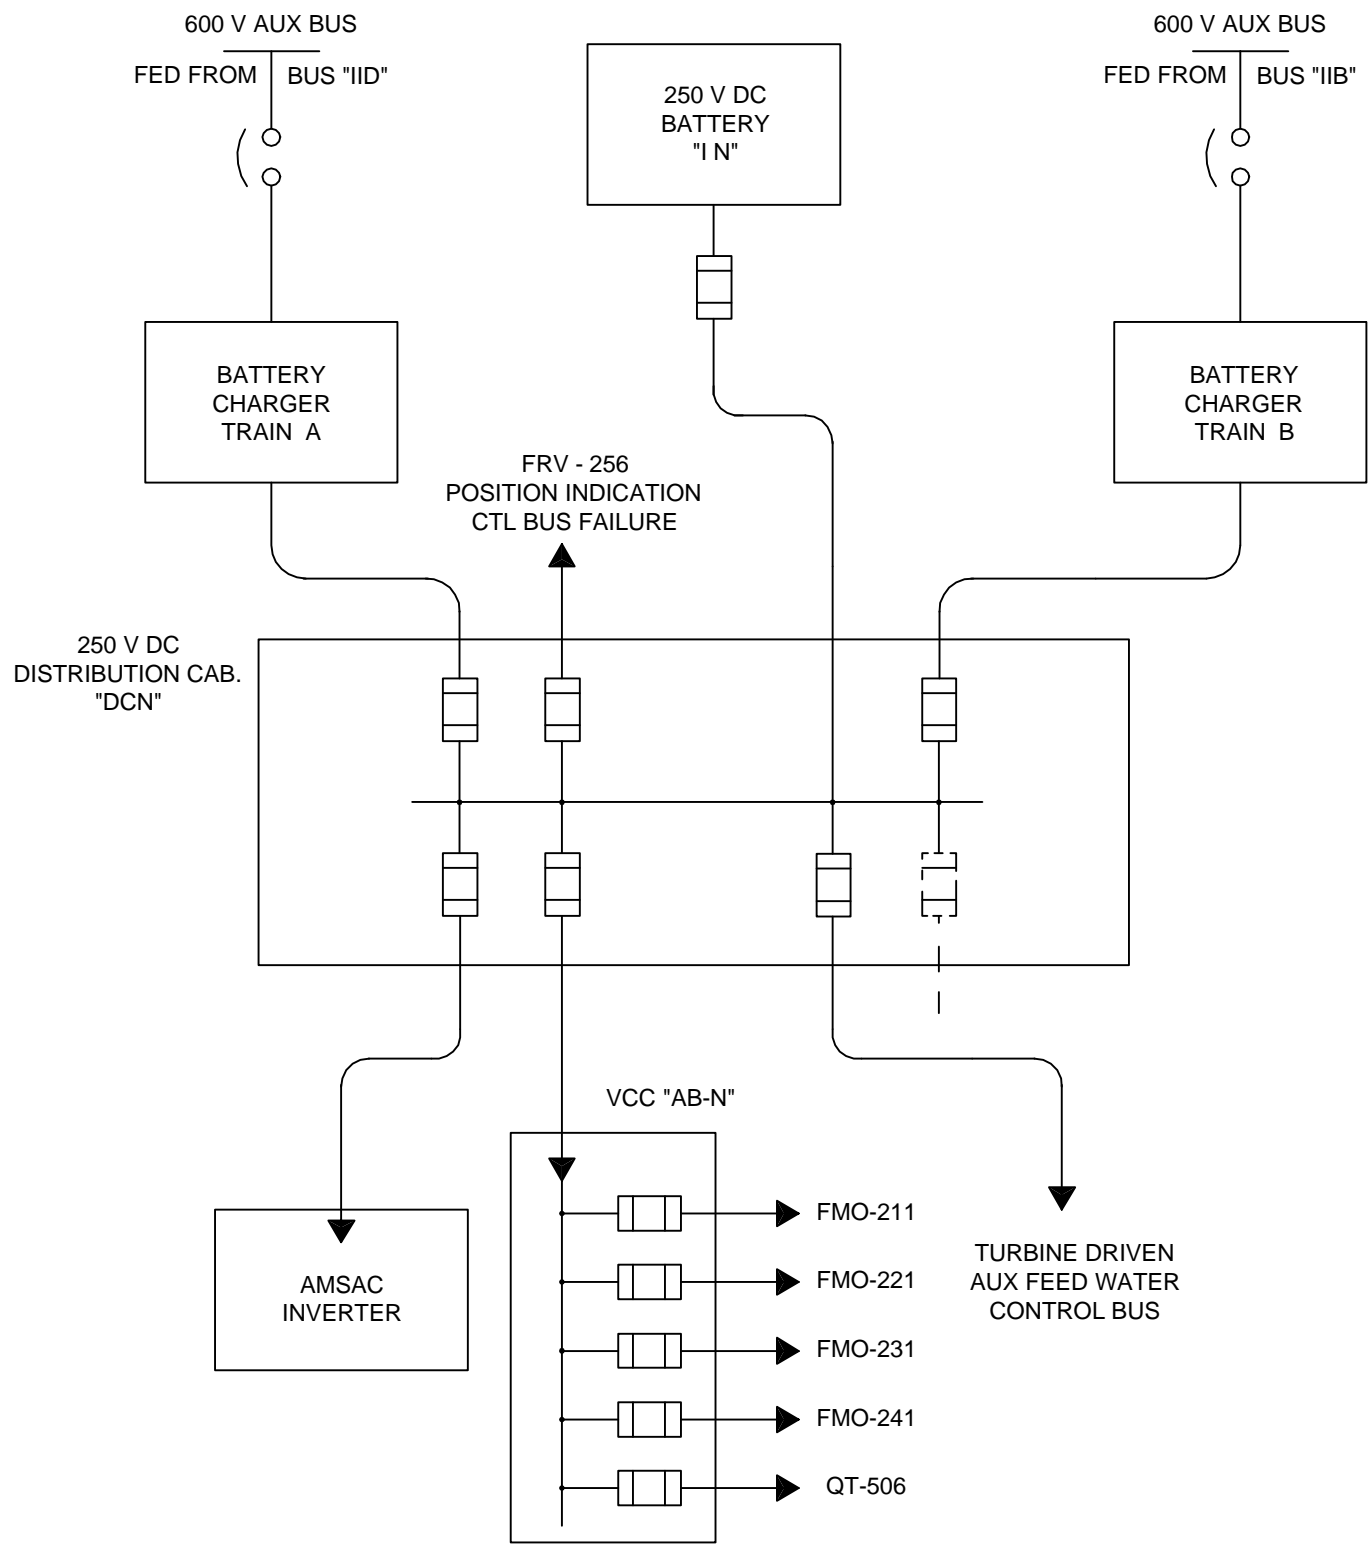 600 V AUX BUS
FED FROM BUS "IID"
250 V DC
BATTERY
"I N"
600 V AUX BUS
FED FROM BUS "IIB"
BATTERY
CHARGER
TRAIN A
BATTERY
CHARGER
TRAIN B
FRV - 256
POSITION INDICATION
CTL BUS FAILURE
250 V DC
DISTRIBUTION CAB.
"DCN"
VCC "AB-N"
FMO-211
FMO-221
FMO-231
FMO-241
QT-506
AMSAC
INVERTER
TURBINE DRIVEN
AUX FEED WATER
CONTROL BUS